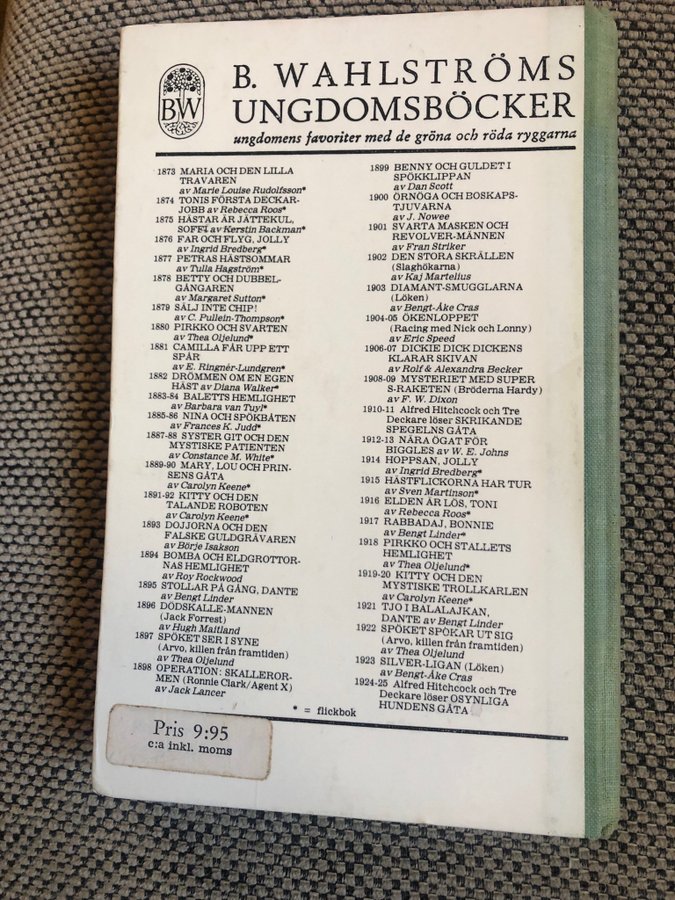 BW
B. WAHLSTRÖMS
UNGDOMSBÖCKER
ungdomens favoriter med de gröna och röda ryggarna
1873 MARIA OCH DEN LILLA
TRAVAREN
av Marie Louise Rudolfsson*
1874 TONIS FÖRSTA DECKAR-
JOBB av Rebecca Roos*
1875 HÄSTAR ÄR JÄTTEKUL,
SOFFI av Kerstin Backman*
1876 FAR OCH FLYG, JOLLY
av Ingrid Bredberg*
1877 PETRAS HÄSTSOMMAR
av Tulla Hagström*
1878 BETTY OCH DUBBEL-
GÅNGAREN
av Margaret Sutton*
1879 SÄLJ INTE CHIP!
av C. Pullein-Thompson*
1880 PIRKKO OCH SVARTEN
av Thea Oljelund*
1881 CAMILLA FÅR UPP ETT
SPÅR
av E. Ringnér-Lundgren*
1882 DRÖMMEN OM EN EGEN
HÄST av Diana Walker*
1883-84 BALETTS HEMLIGHET
av Barbara van Tuyl*
1885-86 NINA OCH SPÖKBÅTEN
av Frances K. Judd*
1887-88 SYSTER GIT OCH DEN
MYSTISKE PATIENTEN
av Constance M. White*
1889-90 MARY, LOU OCH PRIN-
SENS GÅTA
av Carolyn Keene*
1891-92 KITTY OCH DEN
TALANDE ROBOTEN
av Carolyn Keene*
1893 DOJJORNA OCH DEN
FALSKE GULDGRÄVAREN
av Börje Isakson
1894 BOMBA OCH ELDGROTTOR-
NAS HEMLIGHET
av Roy Rockwood
1895 STOLLAR PÅ GÅNG, DANTE
av Bengt Linder
1896 DÖDSKALLE-MANNEN
(Jack Forrest)
av Hugh Maitland
1897 SPÖKET SER I SYNE
(Arvo, killen från framtiden)
av Thea Oljelund
1898 OPERATION: SKALLEROR-
MEN (Ronnie Clark/Agent X)
av Jack Lancer
1899 BENNY OCH GULDET I
SPÖKKLIPPAN
av Dan Scott
1900 ÖRNÖGA OCH BOSKAPS-
TJUVARNA
av J. Nowee
1901 SVARTA MASKEN OCH
REVOLVER-MÄNNEN
av Fran Striker
1902 DEN STORA SKRÄLLEN
(Slaghökarna)
av Kaj Martelius
1903 DIAMANT-SMUGGLARNA
(Löken)
av Bengt-Åke Cras
1904-05 ÖKENLOPPET
(Racing med Nick och Lonny)
av Eric Speed
1906-07 DICKIE DICK DICKENS
KLARAR SKIVAN
av Rolf & Alexandra Becker
1908-09 MYSTERIET MED SUPER
S-RAKETEN (Bröderna Hardy)
av F. W. Dixon
1910-11 Alfred Hitchcock och Tre
Deckare löser SKRIKANDE
SPEGELNS GÅTA
1912-13 NÄRA ÖGAT FÖR
BIGGLES av W. E. Johns
1914 HOPPSAN, JOLLY
av Ingrid Bredberg*
1915 HÄSTFLICKORNA HAR TUR
av Sven Martinson*
1916 ELDEN ÄR LÖS, TONI
av Rebecca Roos*
1917 RABBADAJ, BONNIE
av Bengt Linder*
1918 PIRKKO OCH STALLETS
HEMLIGHET
av Thea Oljelund*
1919-20 KITTY OCH DEN
MYSTISKE TROLLKARLEN
av Carolyn Keene*
1921 TJO I BALALAJKAN,
DANTE av Bengt Linder
1922 SPÖKET SPÖKAR UT SIG
(Arvo, killen från framtiden)
av Thea Oljelund
1923 SILVER-LIGAN (Löken)
av Bengt-Åke Cras
1924-25 Alfred Hitchcock och Tre
Deckare löser OSYNLIGA
HUNDENS GÅTA
* = flickbok
Pris 9:95
c:a inkl. moms